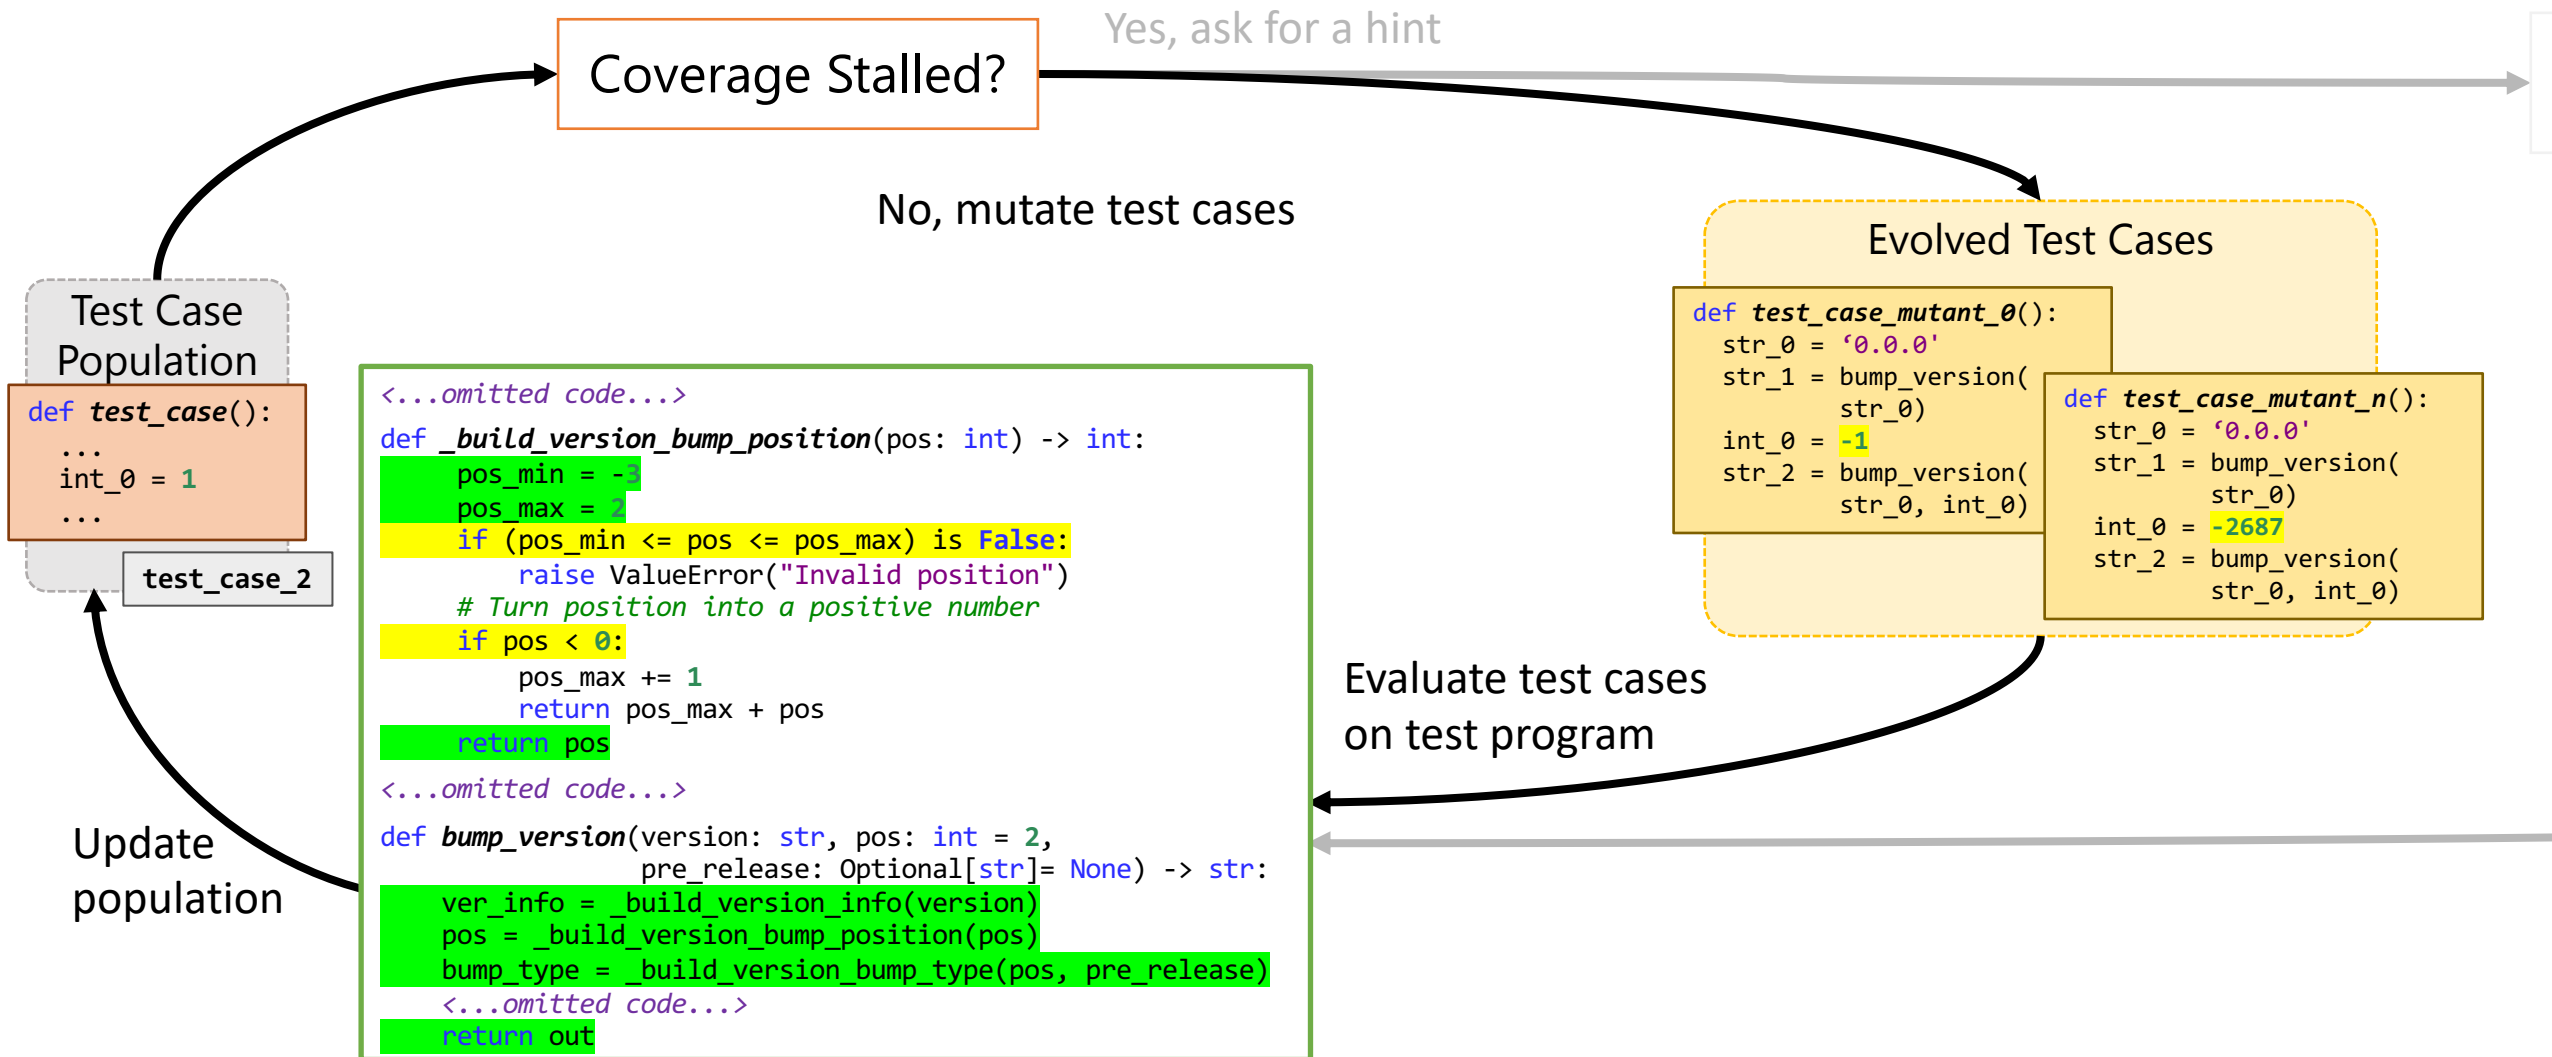 Yes, ask for a hint
Coverage Stalled?
No, mutate test cases
Test Case
Population
def test_case():
...
int_0 = 1
...
test_case_2
Update
population
<...omitted code...>
def _build_version_bump_position(pos: int) -> int:
pos_min = -3
pos_max = 2
if (pos_min <= pos <= pos_max) is False:
raise ValueError("Invalid position")
# Turn position into a positive number
if pos < 0:
pos_max += 1
return pos_max + pos
return pos
<...omitted code...>
def bump_version(version: str, pos: int = 2,
pre_release: Optional[str]= None) -> str:
ver_info = _build_version_info(version)
pos = _build_version_bump_position(pos)
bump_type = _build_version_bump_type(pos, pre_release)
<...omitted code...>
return out
Evolved Test Cases
def test_case_mutant_0():
str_0 = ‘0.0.0'
str_1 = bump_version(
str_0)
int_0 = -1
str_2 = bump_version(
str_0, int_0)
def test_case_mutant_n():
str_0 = ‘0.0.0'
str_1 = bump_version(
str_0)
int_0 = -2687
str_2 = bump_version(
str_0, int_0)
Evaluate test cases
on test program